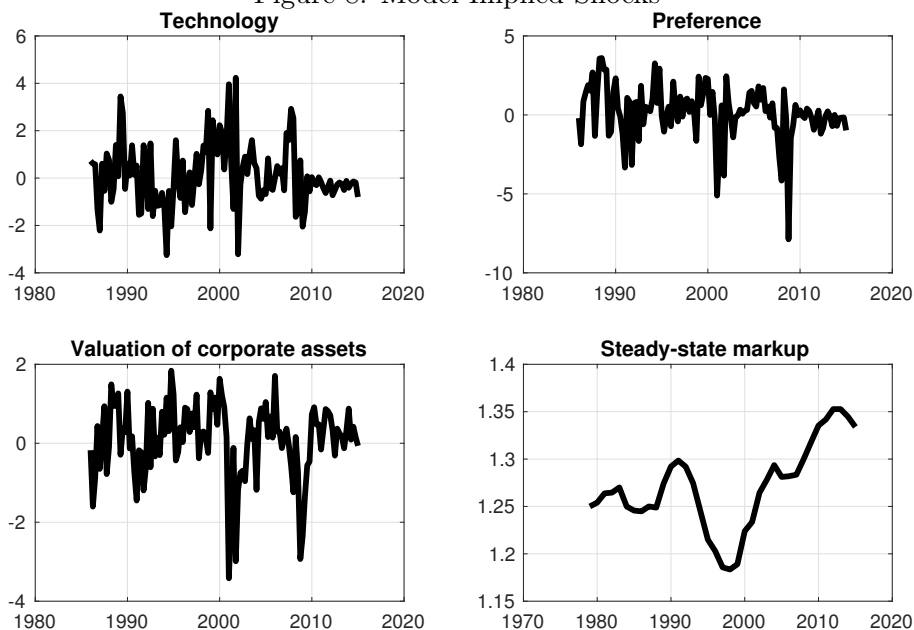 Figure 8: Model Implied Shocks
Technology
6
4
2
0
-2
-4
1980 1990 2000 2010 2020
Preference
5
0
-5
-10
1980 1990 2000 2010 2020
Valuation of corporate assets
2
0
-2
-4
1980 1990 2000 2010 2020
Steady-state markup
1.4
1.35
1.3
1.25
1.2
1.15
1970 1980 1990 2000 2010 2020